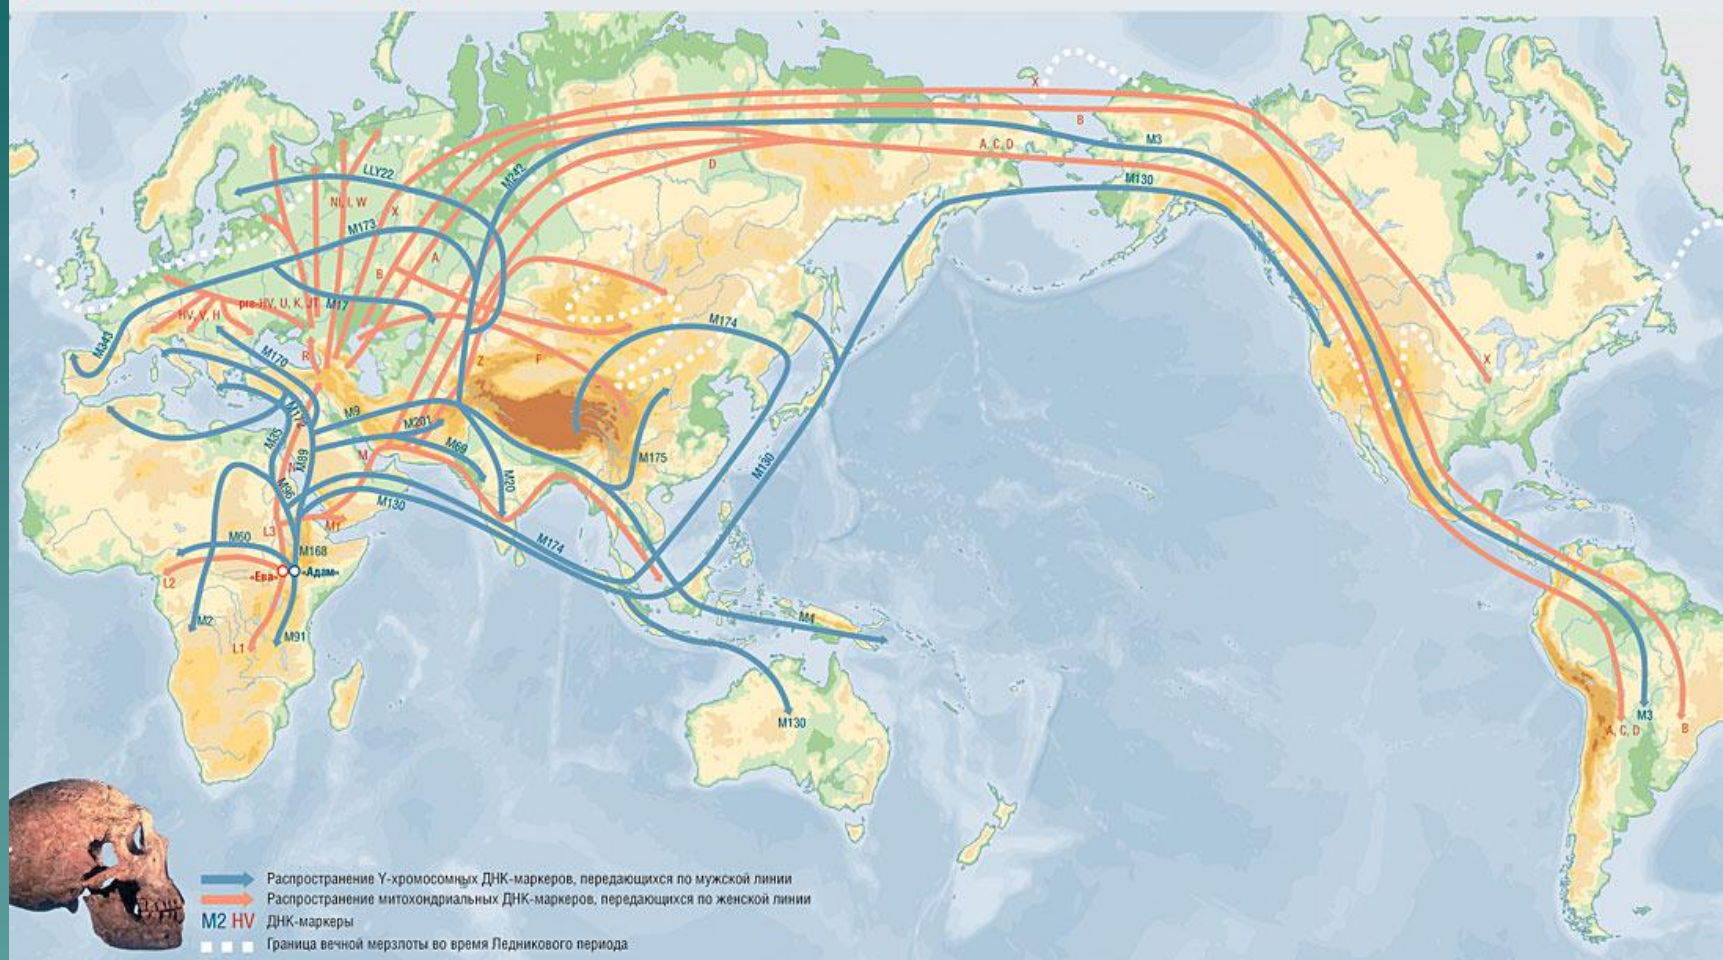 X
B
M3
A, C, D
D
M130
M242
LLY22
NI, I, W
X
M173
A
B
pre-HV, U, K, JT
M17
HV, V, H
M343
M174
M170
R
Z
F
X
M9
M172
M201
M35
M89
M69
M
N
M20
M175
M130
M96
M130
L3
M1
M60
M168
M174
«Ева»
«Адам»
L2
M2
M91
L1
M4
M130
M3
A, C, D
B
Распространение Y-хромосомных ДНК-маркеров, передающихся по мужской линии
Распространение митохондриальных ДНК-маркеров, передающихся по женской линии
M2 HV ДНК-маркеры
Граница вечной мерзлоты во время Ледникового периода